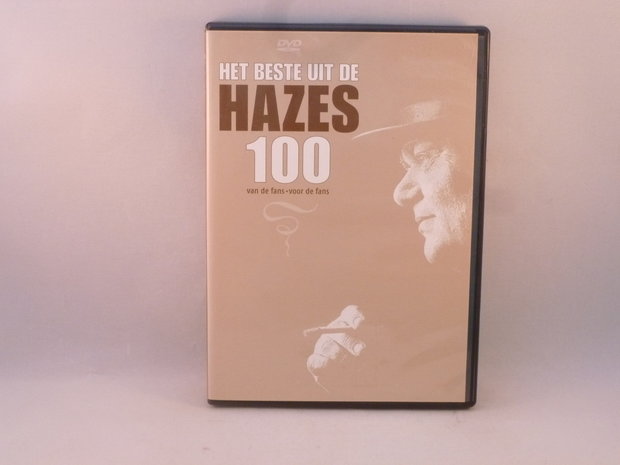 DVD
HET BESTE UIT DE
HAZES
100
van de fans-voor de fans